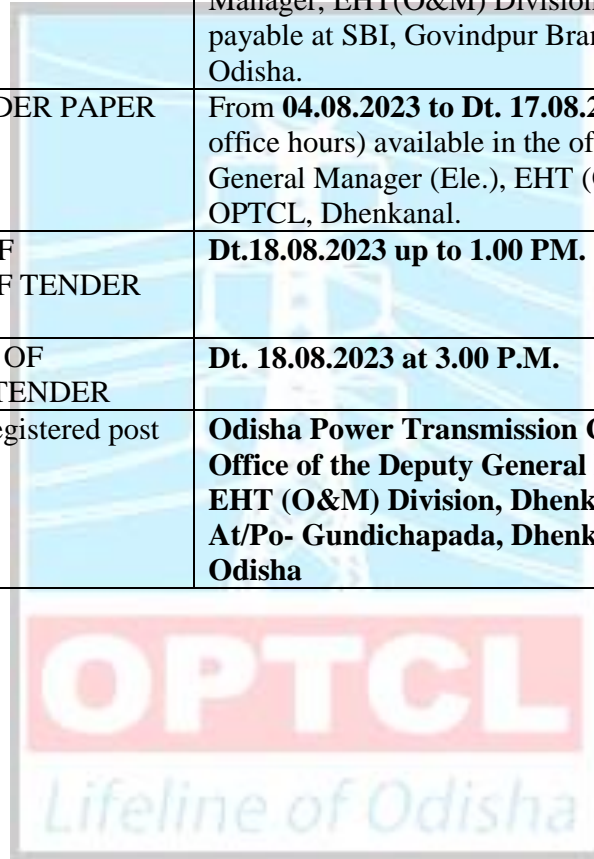 Manager, EHT(O&M) Division
payable at SBI, Govindpur
Odisha.
DER PAPER From 04.08.2023 to Dt. 17.08.
office hours) available in the
General Manager (Ele.), EHT
OPTCL, Dhenkanal.
Dt.18.08.2023 up to 1.00 PM.
TENDER
OF Dt. 18.08.2023 at 3.00 P.M.
TENDER
egistered post Odisha Power Transmission
Office of the Deputy General
EHT (O&M) Division, Dhenk
At/Po- Gundichapada, Dhenk
Odisha
OPTCL
Lifeline of Odisha